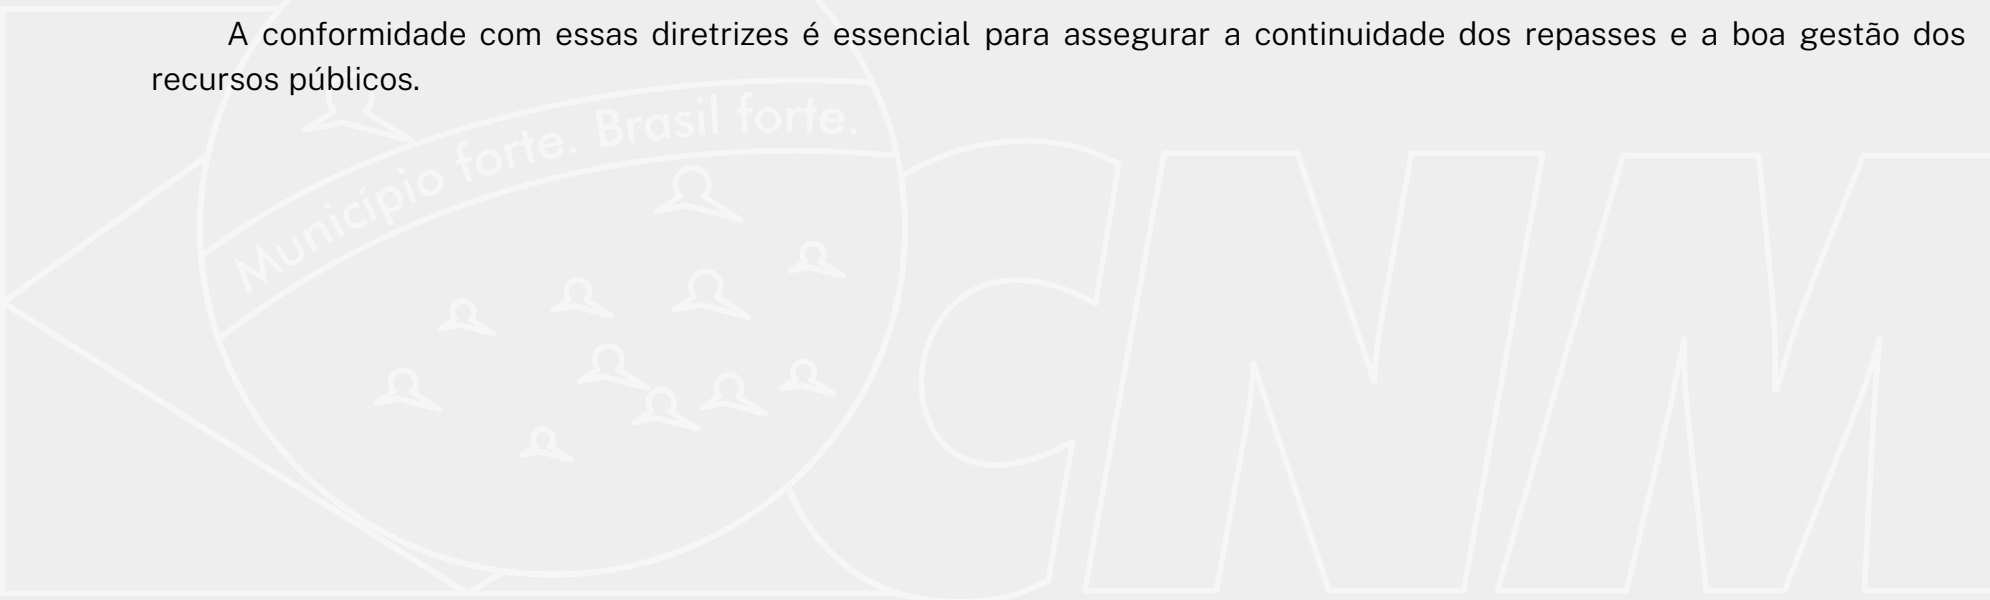 A conformidade com essas diretrizes é essencial para assegurar a continuidade dos repasses e a boa gestão dos
recursos públicos.
Município forte. Brasil forte.
CNM